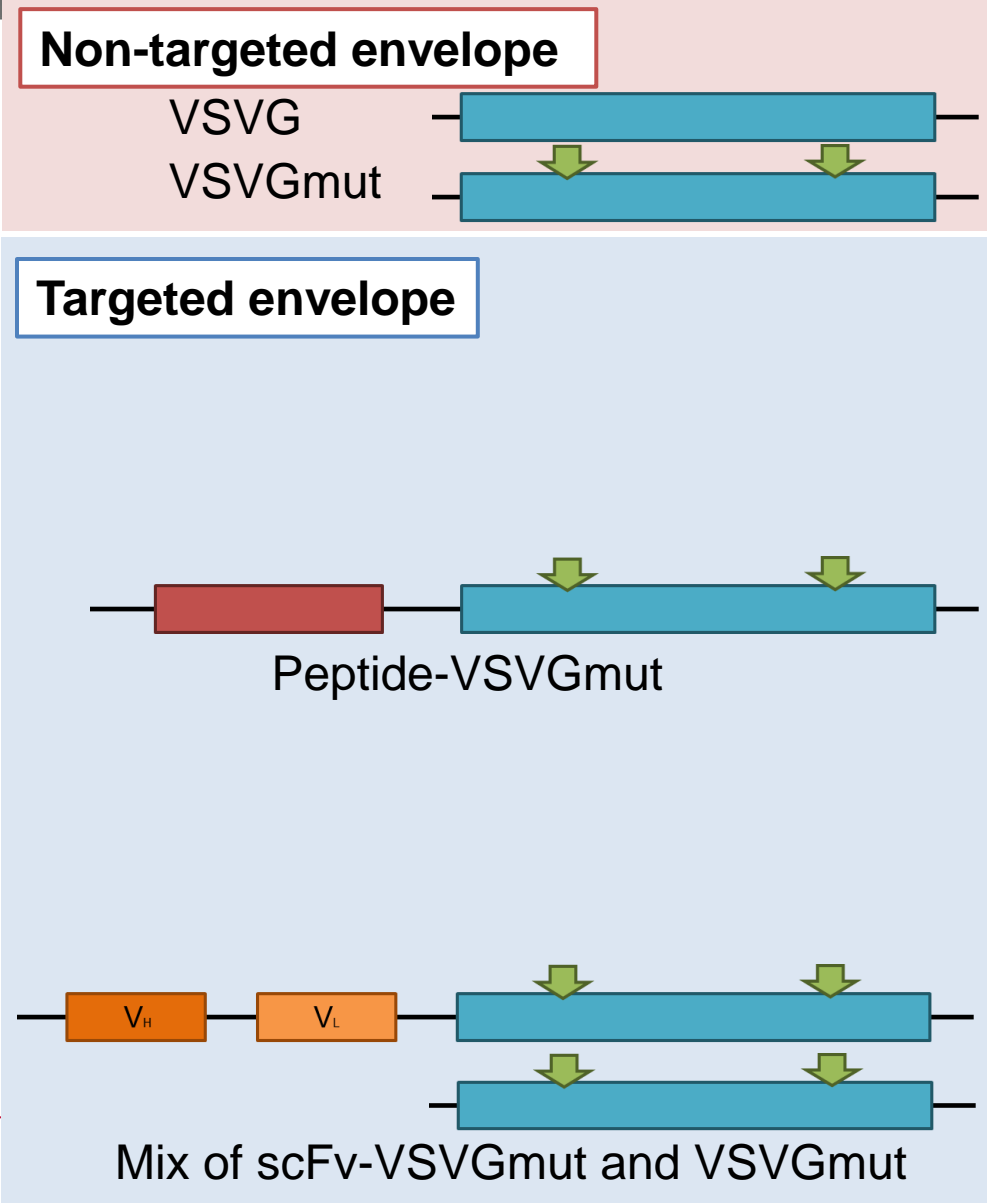 Non-targeted envelope
VSVG
VSVGmut
Targeted envelope
Peptide-VSVGmut
VH
VL
Mix of scFv-VSVGmut and VSVGmut